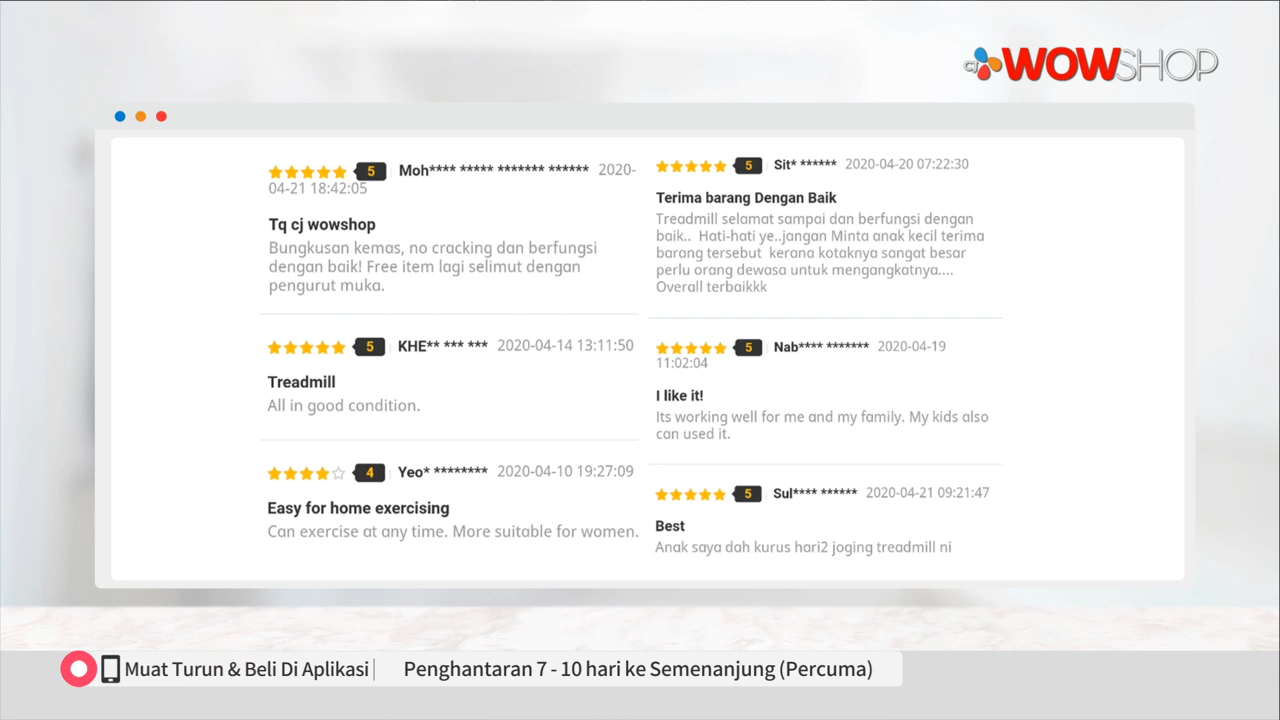 CJ WOWSHOP
5 Moh**** ***** ******* ****** 2020-
04-21 18:42:05
Tq cj wowshop
Bungkusan kemas, no cracking dan berfungsi
dengan baik! Free item lagi selimut dengan
pengurut muka.
5 KHE** *** *** 2020-04-14 13:11:50
Treadmill
All in good condition.
4 Yeo* ******** 2020-04-10 19:27:09
Easy for home exercising
Can exercise at any time. More suitable for women.
5 Sit* ****** 2020-04-20 07:22:30
Terima barang Dengan Baik
Treadmill selamat sampai dan berfungsi dengan
baik.. Hati-hati ye..jangan Minta anak kecil terima
barang tersebut kerana kotaknya sangat besar
perlu orang dewasa untuk mengangkatnya....
Overall terbaikkk
5 Nab**** ******* 2020-04-19
11:02:04
I like it!
Its working well for me and my family. My kids also
can used it.
5 Sul**** ****** 2020-04-21 09:21:47
Best
Anak saya dah kurus hari2 joging treadmill ni
Muat Turun & Beli Di Aplikasi | Penghantaran 7 - 10 hari ke Semenanjung (Percuma)